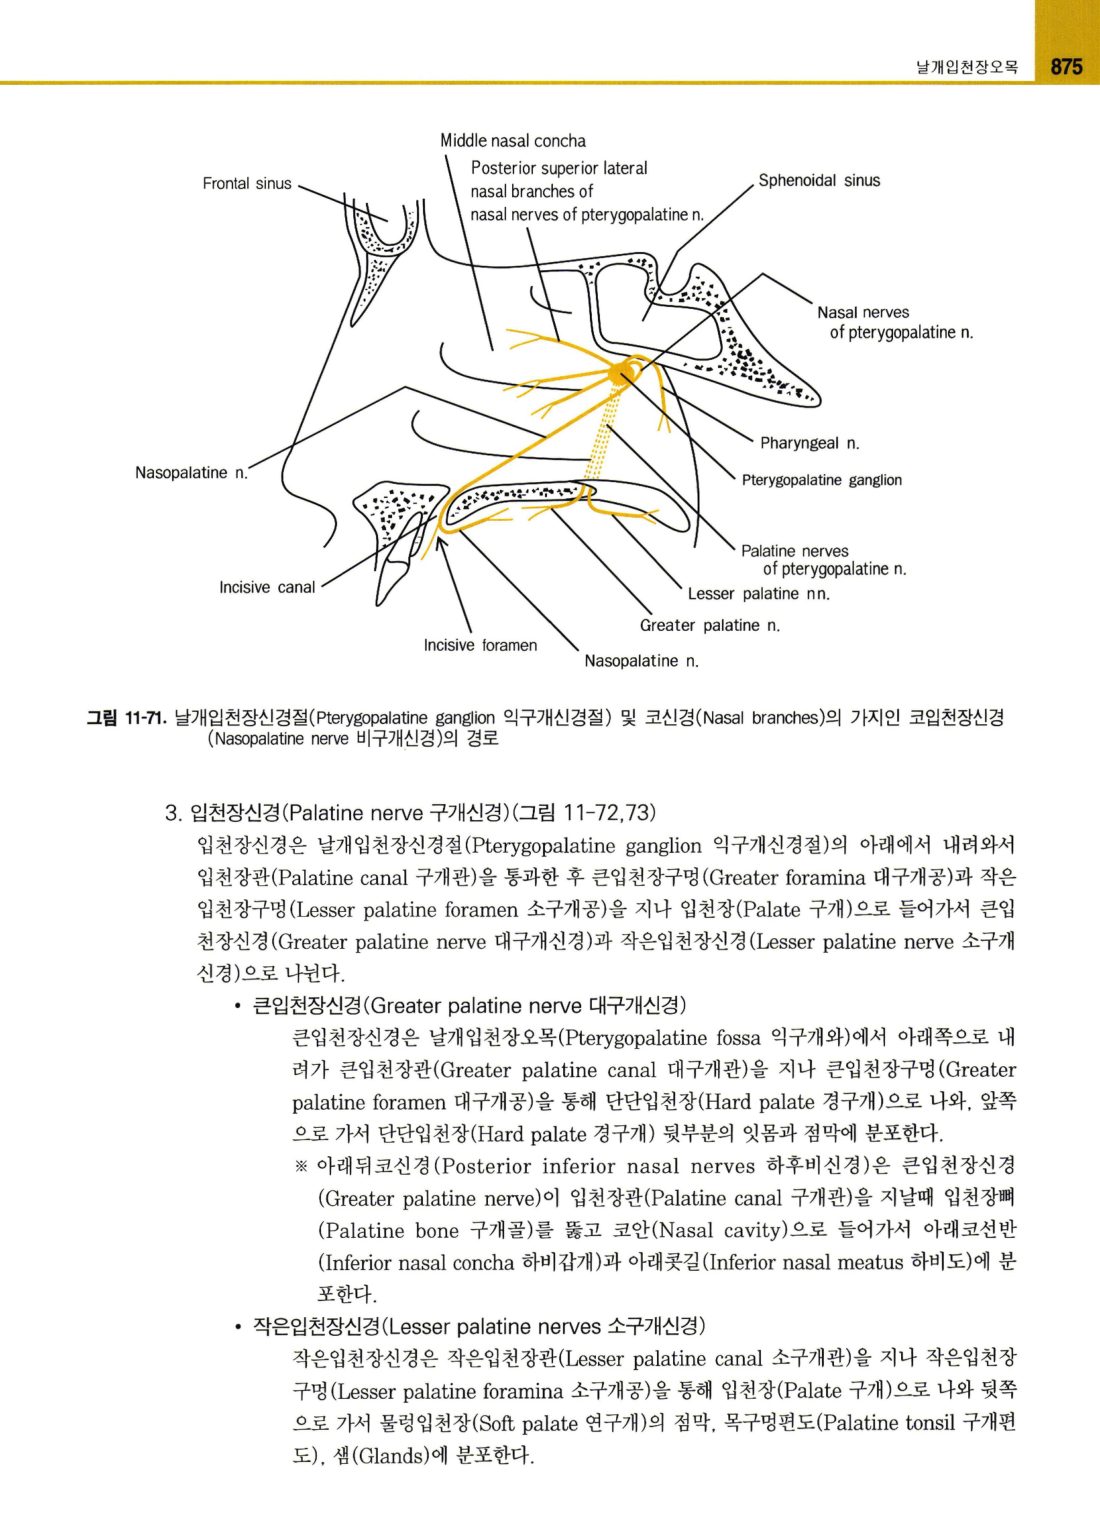 날개입천장오목 875
Middle nasal concha
Posterior superior lateral
nasal branches of
nasal nerves of pterygopalatine n.
Frontal sinus
Sphenoidal sinus
Nasal nerves
of pterygopalatine n.
Pharyngeal n.
Nasopalatine n.
Pterygopalatine ganglion
Palatine nerves
of pterygopalatine n.
Incisive canal
Lesser palatine nn.
Greater palatine n.
Incisive foramen
Nasopalatine n.
그림 11-71. 날개입천장신경절(Pterygopalatine ganglion 익구개신경절) 및 코신경(Nasal branches)의 가지인 코입천장신경
(Nasopalatine nerve 비구개신경)의 경로
3. 입천장신경(Palatine nerve 구개신경)(그림 11-72,73)
입천장신경은 날개입천장신경절(Pterygopalatine ganglion 익구개신경절)의 아래에서 내려와서
입천장관(Palatine canal 구개관)을 통과한 후 큰입천장구멍(Greater foramina 대구개공)과 작은
입천장구멍(Lesser palatine foramen 소구개공)을 지나 입천장(Palate 구개)으로 들어가서 큰입
천장신경(Greater palatine nerve 대구개신경)과 작은입천장신경(Lesser palatine nerve 소구개
신경)으로 나뉜다.
• 큰입천장신경(Greater palatine nerve 대구개신경)
큰입천장신경은 날개입천장오목(Pterygopalatine fossa 익구개와)에서 아래쪽으로 내
려가 큰입천장관(Greater palatine canal 대구개관)을 지나 큰입천장구멍(Greater
palatine foramen 대구개공)을 통해 단단입천장(Hard palate 경구개)으로 나와, 앞쪽
으로 가서 단단입천장(Hard palate 경구개) 뒷부분의 잇몸과 점막에 분포한다.
※ 아래뒤코신경(Posterior inferior nasal nerves 하후비신경)은 큰입천장신경
(Greater palatine nerve)이 입천장관(Palatine canal 구개관)을 지날때 입천장뼈
(Palatine bone 구개골)를 뚫고 코안(Nasal cavity)으로 들어가서 아래코선반
(Inferior nasal concha 하비갑개)과 아래콧길(Inferior nasal meatus 하비도)에 분
포한다.
• 작은입천장신경(Lesser palatine nerves 소구개신경)
작은입천장신경은 작은입천장관(Lesser palatine canal 소구개관)을 지나 작은입천장
구멍(Lesser palatine foramina 소구개공)을 통해 입천장(Palate 구개)으로 나와 뒷쪽
으로 가서 물렁입천장(Soft palate 연구개)의 점막, 목구멍편도(Palatine tonsil 구개편
도), 샘(Glands)에 분포한다.